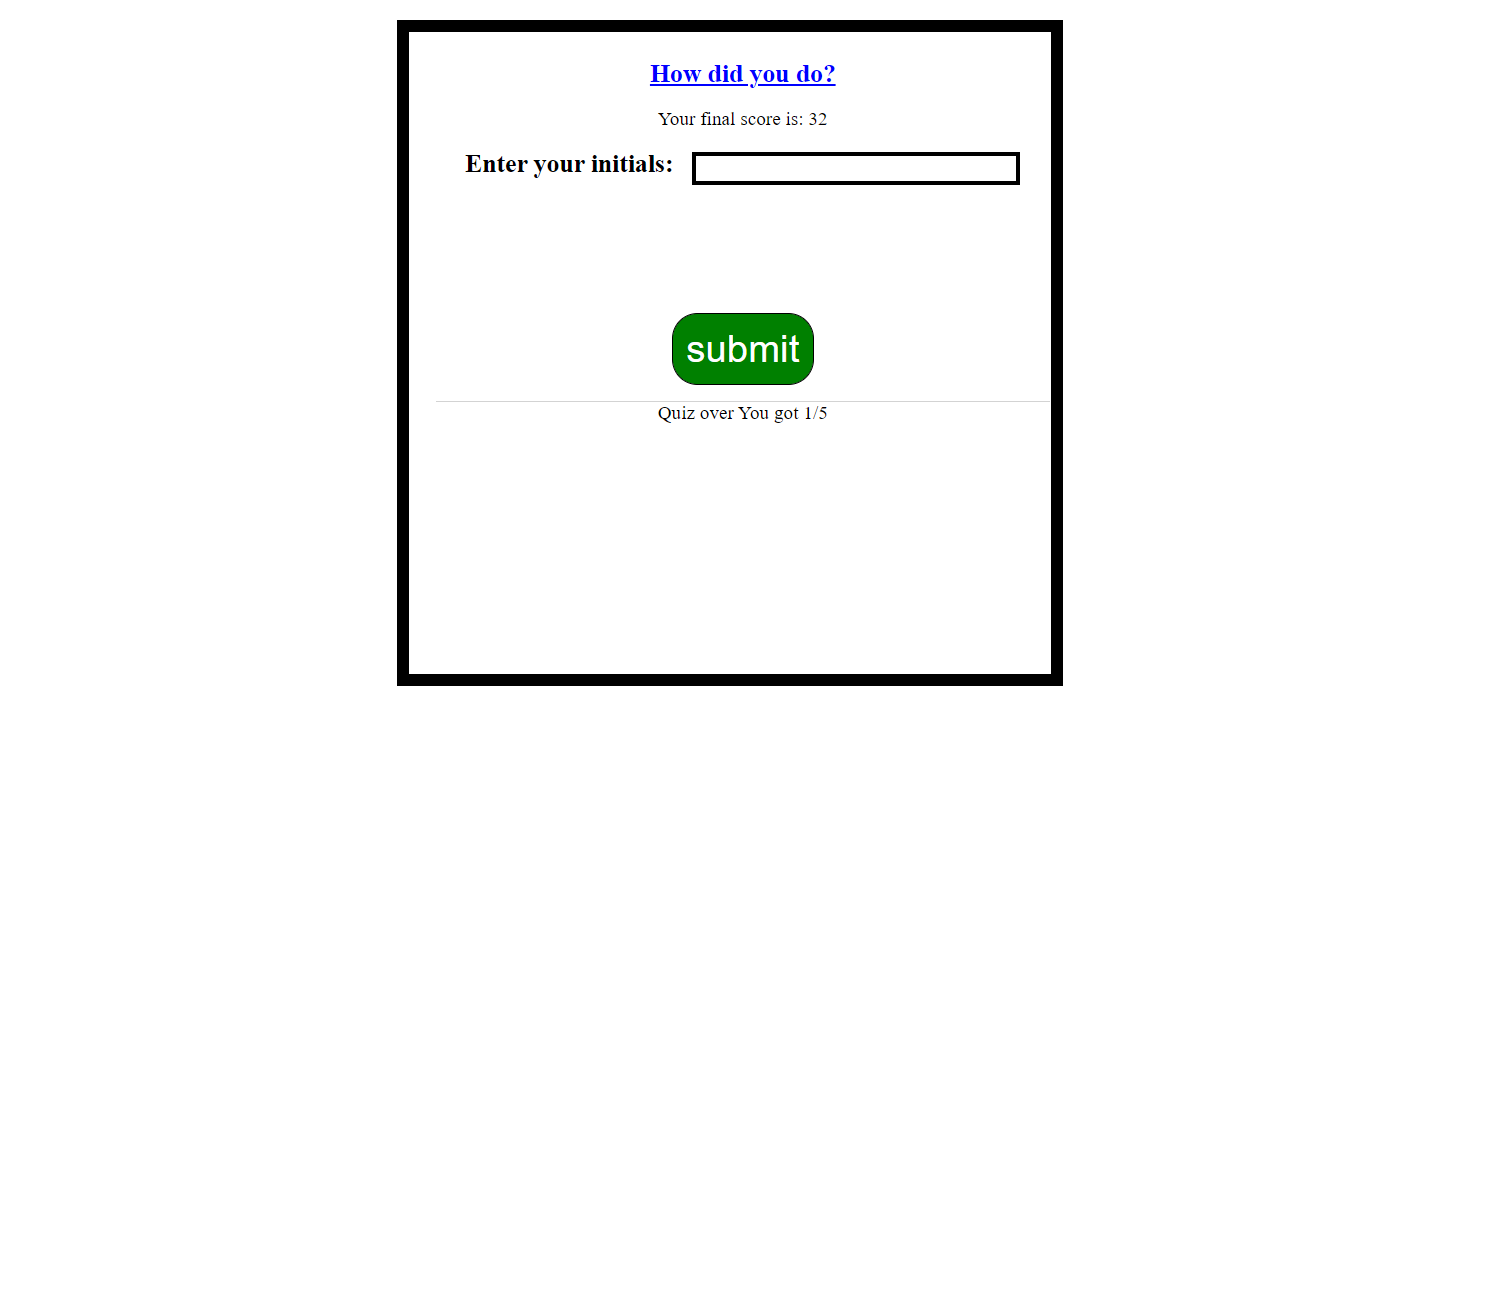 How did you do?
Your final score is: 32
Enter your initials:
submit
Quiz over You got 1/5